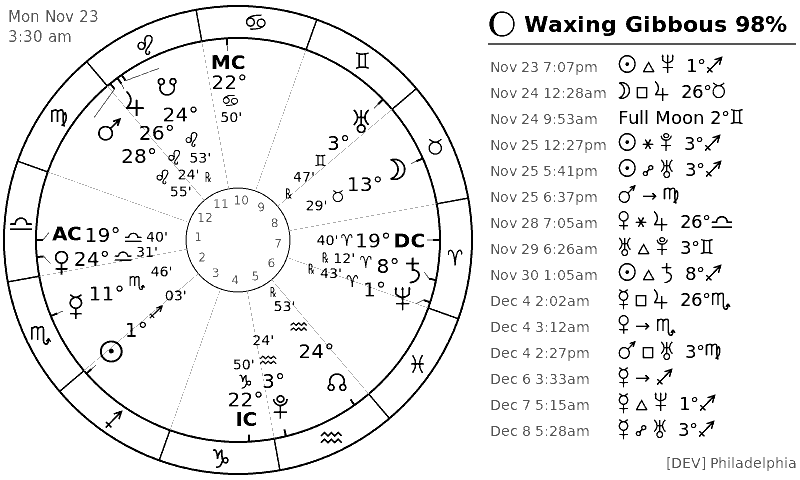 Mon Nov 23
3:30 am
☽ Waxing Gibbous 98%
Nov 23 7:07pm ☉ △ ♆ 1°♐
Nov 24 12:28am ☽ □ ♃ 26°♉
Nov 24 9:53am Full Moon 2°♊
Nov 25 12:27pm ☉ ⚹ ♇ 3°♐
Nov 25 5:41pm ☉ ☍ ♅ 3°♐
Nov 25 6:37pm ♂ → ♍
Nov 28 7:05am ♀ ⚹ ♃ 26°♎
Nov 29 6:26am ♅ △ ♇ 3°♊
Nov 30 1:05am ☉ △ ♄ 8°♐
Dec 4 2:02am ☿ □ ♃ 26°♏
Dec 4 3:12am ♀ → ♏
Dec 4 2:27pm ♂ □ ♅ 3°♍
Dec 6 3:33am ☿ → ♐
Dec 7 5:15am ☿ △ ♆ 1°♐
Dec 8 5:28am ☿ ☍ ♅ 3°♐
[DEV] Philadelphia
♋
♌
♊
♍
♉
♎
♈
♏
♓
♐
♒
♑
MC
22°
♋
50'
☋
24°
♌
53'
℞
♃
26°
♌
24'
♂
28°
♌
55'
♅
3°
♊
47'
℞
☽
13°
♉
29'
AC 19° ♎ 40'
♀ 24° ♎ 31'
☿ 11° ♏ 46'
☉ 1° ♐ 03'
40' ♈ 19° DC
℞ 12' ♈ 8° ♄
℞ 43' ♈ 1° ♆
℞
53'
♒
24°
☊
24'
♒
3°
♇
50'
♑
22°
IC
11 10 9
12 8
1 7
2 6
3 4 5